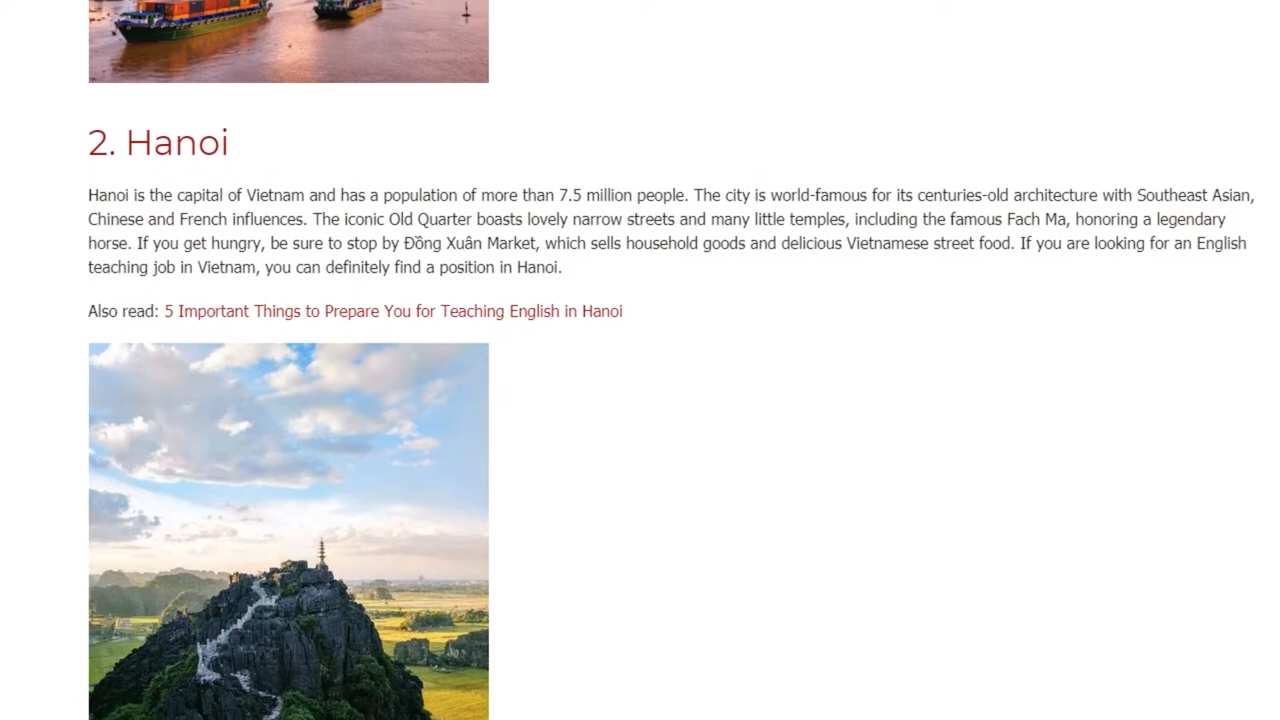 2. Hanoi
Hanoi is the capital of Vietnam and has a population of more than 7.5 million people. The city is world-famous for its centuries-old architecture with Southeast Asian,
Chinese and French influences. The iconic Old Quarter boasts lovely narrow streets and many little temples, including the famous Fach Ma, honoring a legendary
horse. If you get hungry, be sure to stop by Đồng Xuân Market, which sells household goods and delicious Vietnamese street food. If you are looking for an English
teaching job in Vietnam, you can definitely find a position in Hanoi.
Also read: 5 Important Things to Prepare You for Teaching English in Hanoi